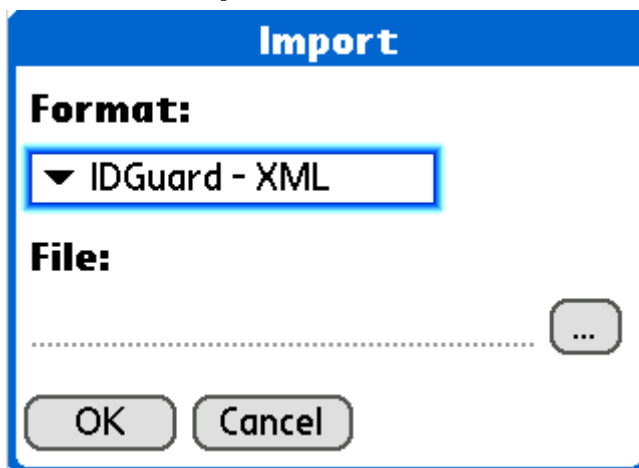 Import
Format:
IDGuard - XML
File:
...
OK Cancel